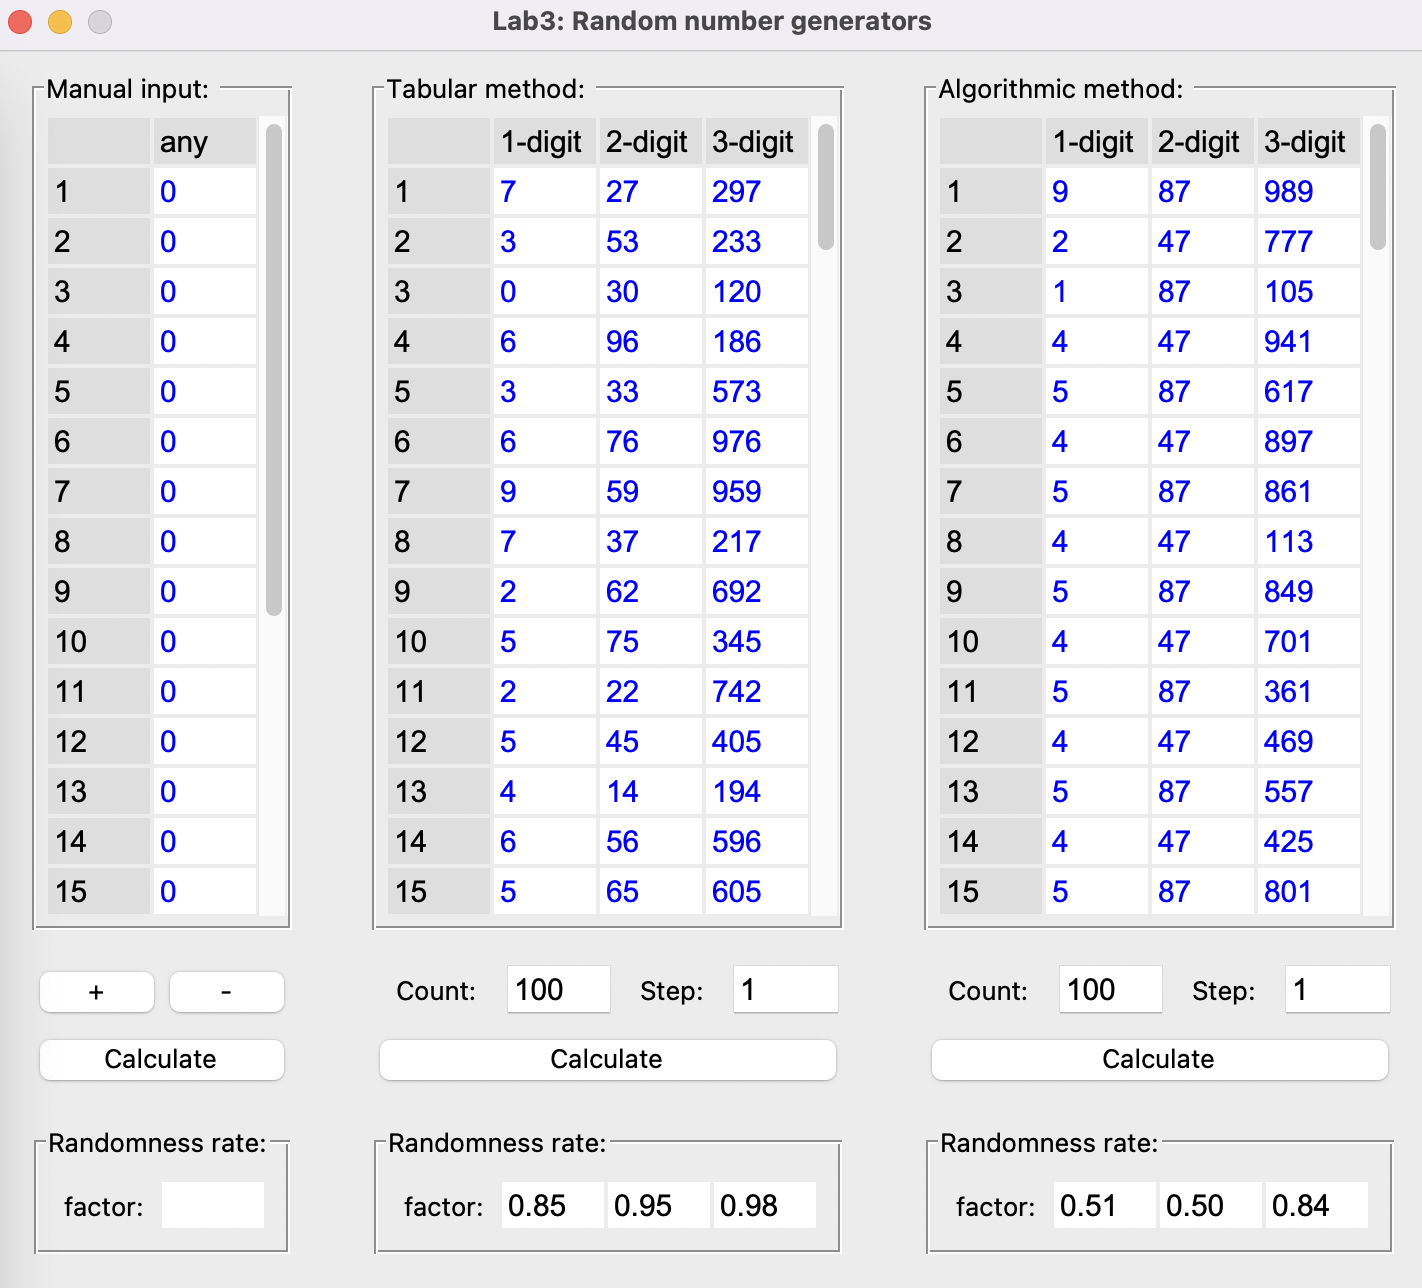 Lab3: Random number generators
Manual input:
any
1 0
2 0
3 0
4 0
5 0
6 0
7 0
8 0
9 0
10 0
11 0
12 0
13 0
14 0
15 0
+ -
Calculate
Randomness rate:
factor:
Tabular method:
1-digit 2-digit 3-digit
1 7 27 297
2 3 53 233
3 0 30 120
4 6 96 186
5 3 33 573
6 6 76 976
7 9 59 959
8 7 37 217
9 2 62 692
10 5 75 345
11 2 22 742
12 5 45 405
13 4 14 194
14 6 56 596
15 5 65 605
Count: 100 Step: 1
Calculate
Randomness rate:
factor: 0.85 0.95 0.98
Algorithmic method:
1-digit 2-digit 3-digit
1 9 87 989
2 2 47 777
3 1 87 105
4 4 47 941
5 5 87 617
6 4 47 897
7 5 87 861
8 4 47 113
9 5 87 849
10 4 47 701
11 5 87 361
12 4 47 469
13 5 87 557
14 4 47 425
15 5 87 801
Count: 100 Step: 1
Calculate
Randomness rate:
factor: 0.51 0.50 0.84